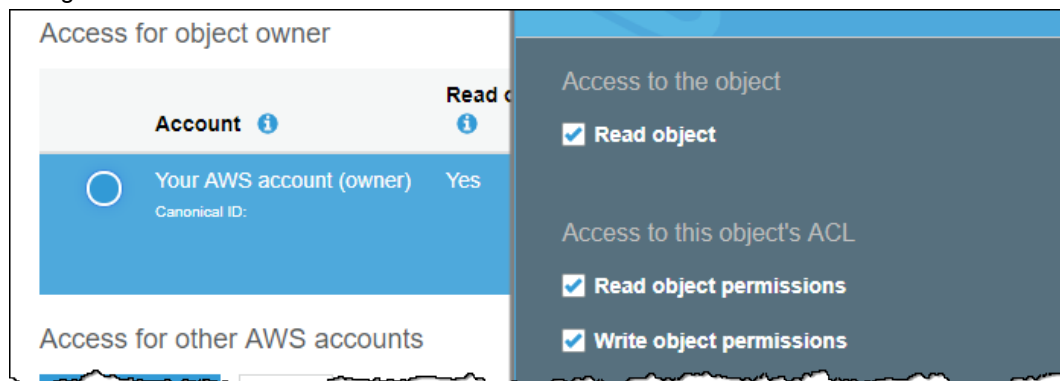 Access for object owner
Read
Account
Your AWS account (owner) Yes
Canonical ID:
Access for other AWS accounts
Access to the object
Read object
Access to this object's ACL
Read object permissions
Write object permissions